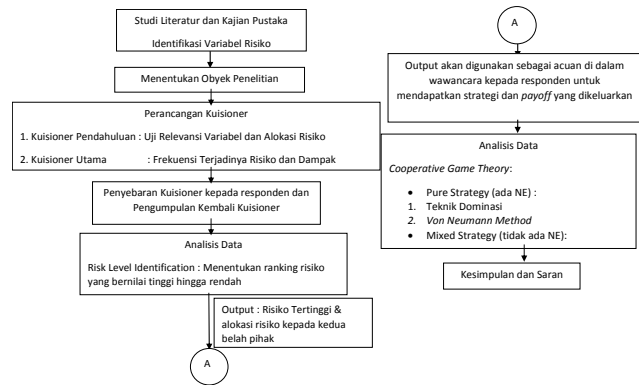 Studi Literatur dan Kajian Pustaka
Identifikasi Variabel Risiko
Menentukan Obyek Penelitian
Perancangan Kuisioner
1. Kuisioner Pendahuluan : Uji Relevansi Variabel dan Alokasi Risiko
2. Kuisioner Utama : Frekuensi Terjadinya Risiko dan Dampak
Penyebaran Kuisioner kepada responden dan
Pengumpulan Kembali Kuisioner
Analisis Data
Risk Level Identification : Menentukan ranking risiko
yang bernilai tinggi hingga rendah
Output : Risiko Tertinggi &
alokasi risiko kepada kedua
belah pihak
A
A
Output akan digunakan sebagai acuan di dalam
wawancara kepada responden untuk
mendapatkan strategi dan payoff yang dikeluarkan
Analisis Data
Cooperative Game Theory:
• Pure Strategy (ada NE) :
1. Teknik Dominasi
2. Von Neumann Method
• Mixed Strategy (tidak ada NE):
Kesimpulan dan Saran